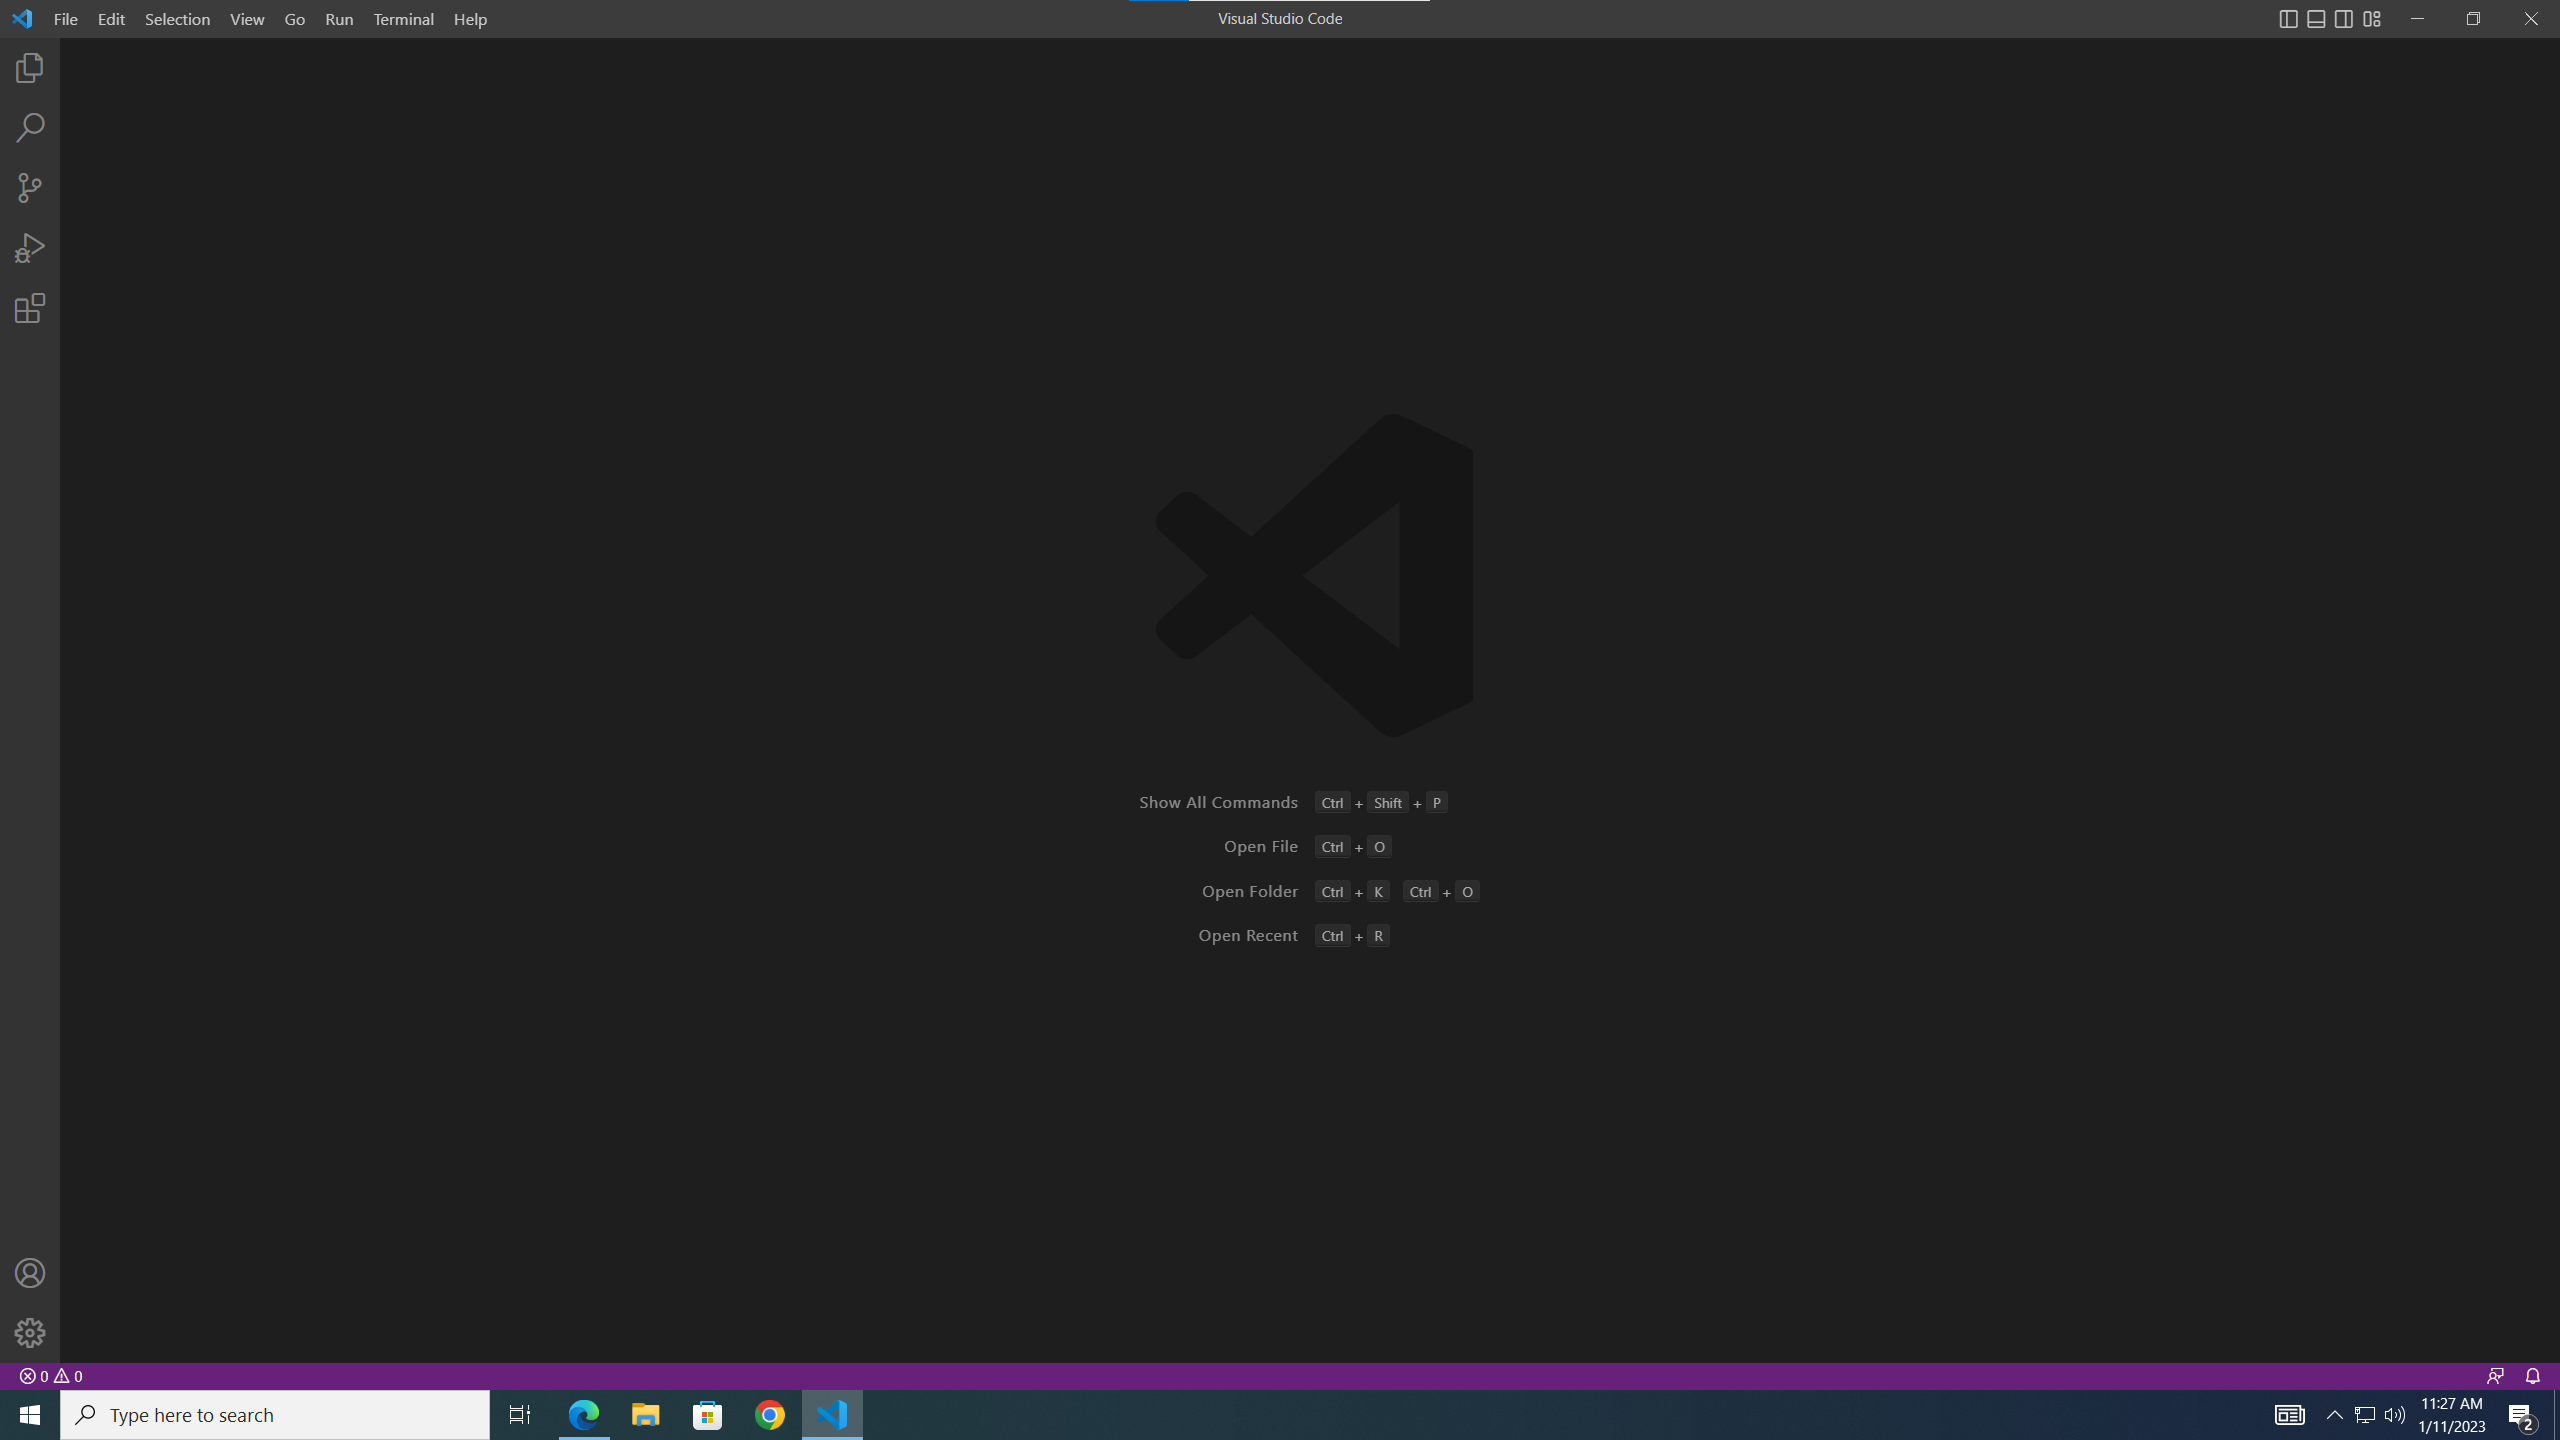 File Edit Selection View Go Run Terminal Help
Visual Studio Code
Show All Commands Ctrl + Shift + P
Open File Ctrl + O
Open Folder Ctrl + K Ctrl + O
Open Recent Ctrl + R
0 0
Type here to search
11:27 AM
1/11/2023
2